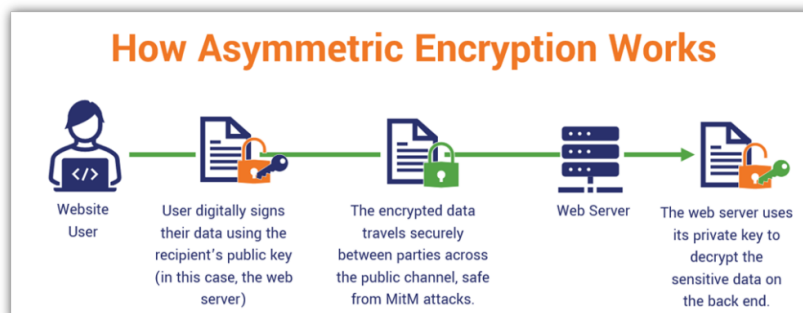 How Asymmetric Encryption Works
</>
Website
User
User digitally signs
their data using the
recipient's public key
(in this case, the web
server)
The encrypted data
travels securely
between parties across
the public channel, safe
from MitM attacks.
Web Server
The web server uses
its private key to
decrypt the
sensitive data on
the back end.